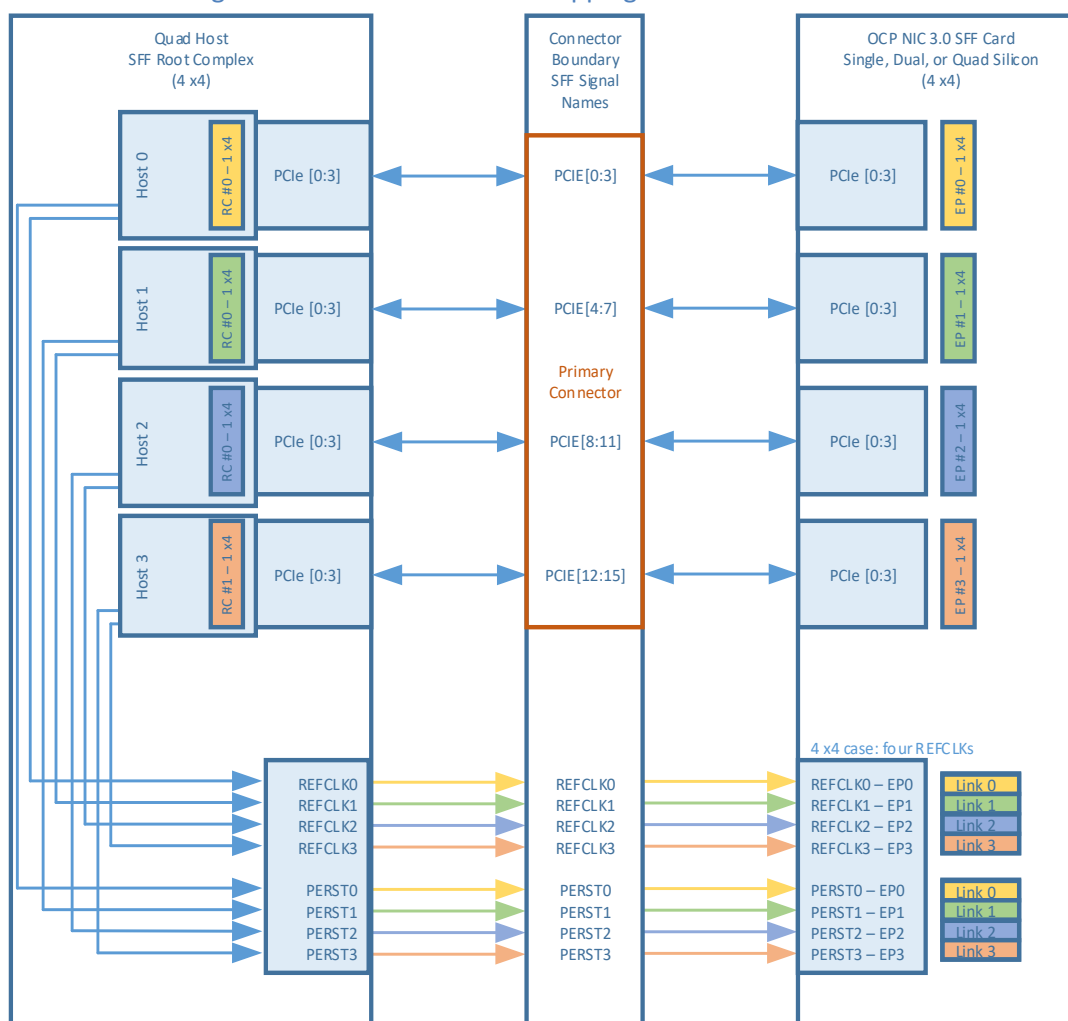 Quad Host
SFF Root Complex
(4 x4)
Connector
Boundary
SFF Signal
Names
OCP NIC 3.0 SFF Card
Single, Dual, or Quad Silicon
(4 x4)
Host 0
RC #0 – 1 x4
PCIe [0:3]
PCIE[0:3]
PCIe [0:3]
EP #0 – 1 x4
Host 1
RC #0 – 1 x4
PCIe [0:3]
PCIE[4:7]
PCIe [0:3]
EP #1 – 1 x4
Primary
Connector
Host 2
RC #0 – 1 x4
PCIe [0:3]
PCIE[8:11]
PCIe [0:3]
EP #2 – 1 x4
Host 3
RC #1 – 1 x4
PCIe [0:3]
PCIE[12:15]
PCIe [0:3]
EP #3 – 1 x4
4 x4 case: four REFCLKs
REFCLK0
REFCLK0
REFCLK0 – EP0
Link 0
REFCLK1
REFCLK1
REFCLK1 – EP1
Link 1
REFCLK2
REFCLK2
REFCLK2 – EP2
Link 2
REFCLK3
REFCLK3
REFCLK3 – EP3
Link 3
PERST0
PERST0
PERST0 – EP0
Link 0
PERST1
PERST1
PERST1 – EP1
Link 1
PERST2
PERST2
PERST2 – EP2
Link 2
PERST3
PERST3
PERST3 – EP3
Link 3